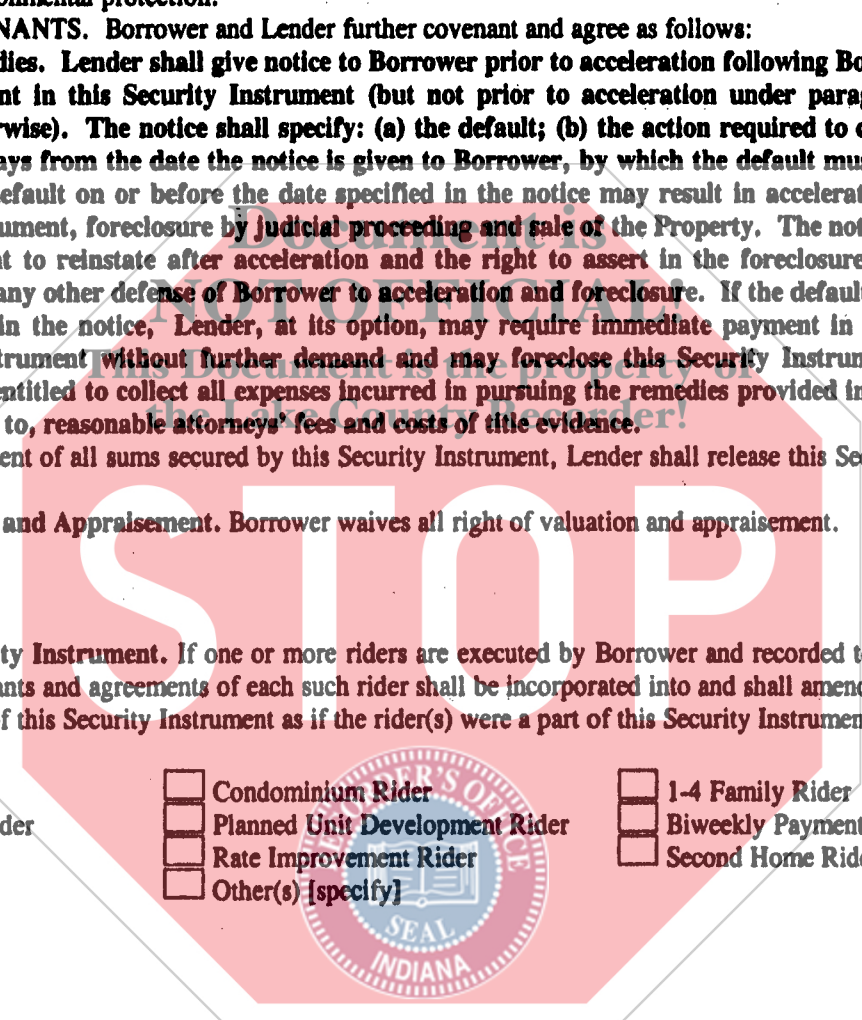 onmental protection.
NANTS. Borrower and Lender further covenant and agree as follows:
dies. Lender shall give notice to Borrower prior to acceleration following Bo
nt in this Security Instrument (but not prior to acceleration under parag
rwise). The notice shall specify: (a) the default; (b) the action required to c
ays from the date the notice is given to Borrower, by which the default mu
efault on or before the date specified in the notice may result in accelerat
ument, foreclosure by judicial proceeding and sale of the Property. The not
Document is
nt to reinstate after acceleration and the right to assert in the foreclosure
any other defense of Borrower to acceleration and foreclosure. If the default
NOT OFFICIAL!
in the notice, Lender, at its option, may require immediate payment in
trument without further demand and may foreclose this Security Instrum
This Document is the property of
entitled to collect all expenses incurred in pursuing the remedies provided in
the Lake County Recorder!
to, reasonable attorneys' fees and costs of title evidence.
ent of all sums secured by this Security Instrument, Lender shall release this Sec
and Appraisement. Borrower waives all right of valuation and appraisement.
STOP
ty Instrument. If one or more riders are executed by Borrower and recorded t
ants and agreements of each such rider shall be incorporated into and shall amend
f this Security Instrument as if the rider(s) were a part of this Security Instrumen
Condominium Rider 1-4 Family Rider
der Planned Unit Development Rider Biweekly Payment
Rate Improvement Rider Second Home Ride
Other(s) [specify]
RECORDER'S OFFICE
SEAL
INDIANA